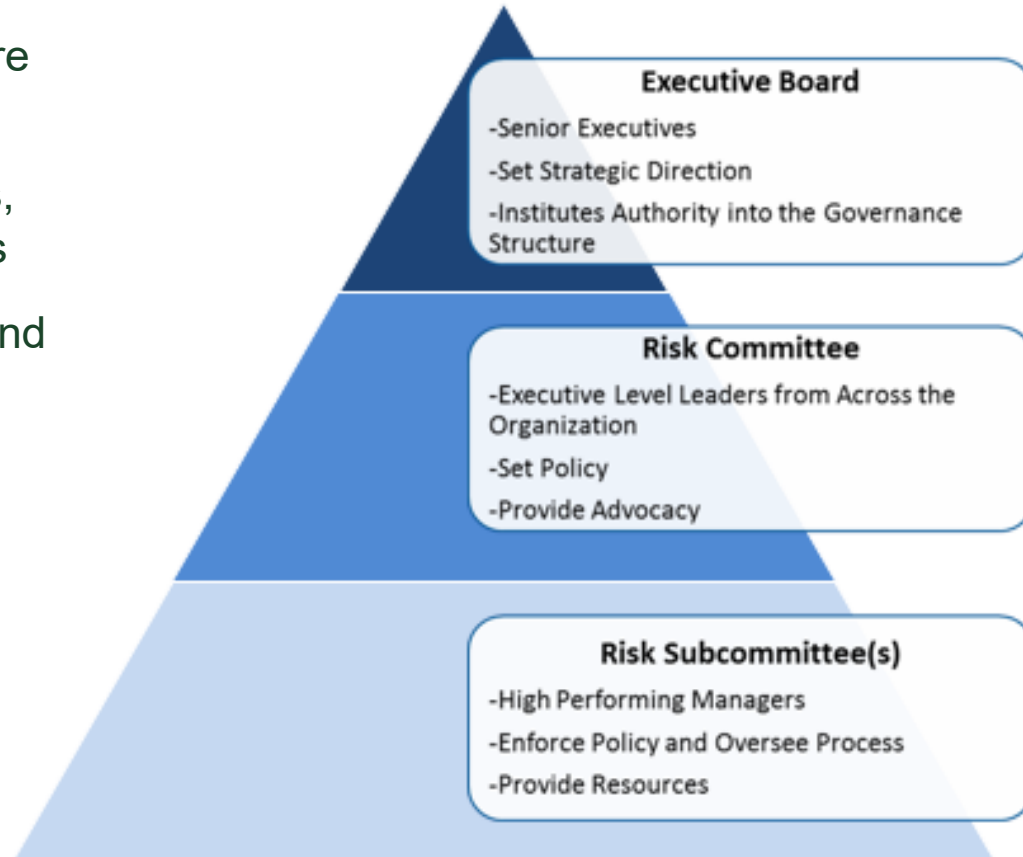 re
,
s
nd
Executive Board
-Senior Executives
-Set Strategic Direction
-Institutes Authority into the Governance
Structure
Risk Committee
-Executive Level Leaders from Across the
Organization
-Set Policy
-Provide Advocacy
Risk Subcommittee(s)
-High Performing Managers
-Enforce Policy and Oversee Process
-Provide Resources